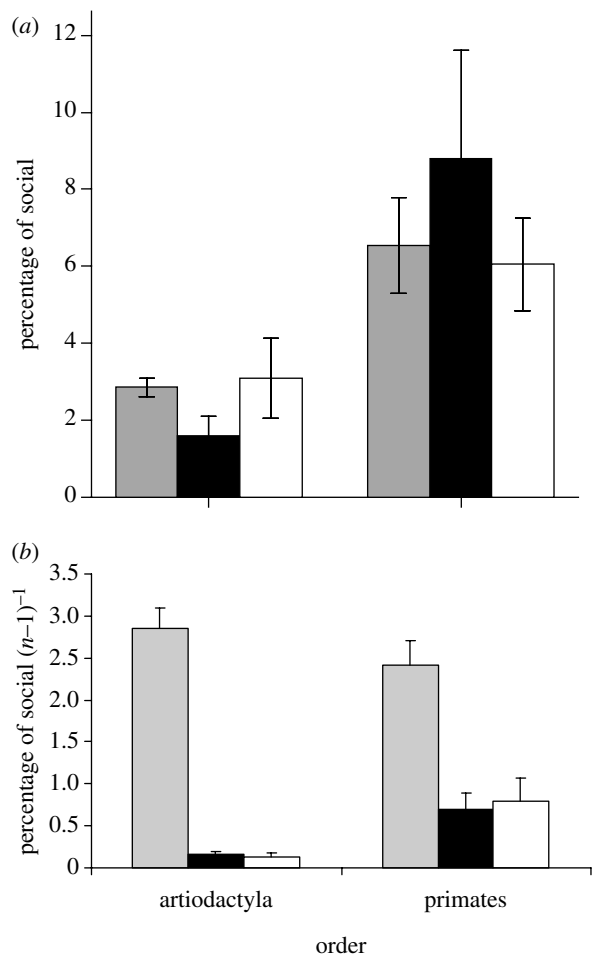 (a)
percentage of social
12
10
8
6
4
2
0
(b)
percentage of social (n–1)⁻¹
3.5
3.0
2.5
2.0
1.5
1.0
0.5
0
artiodactyla primates
order